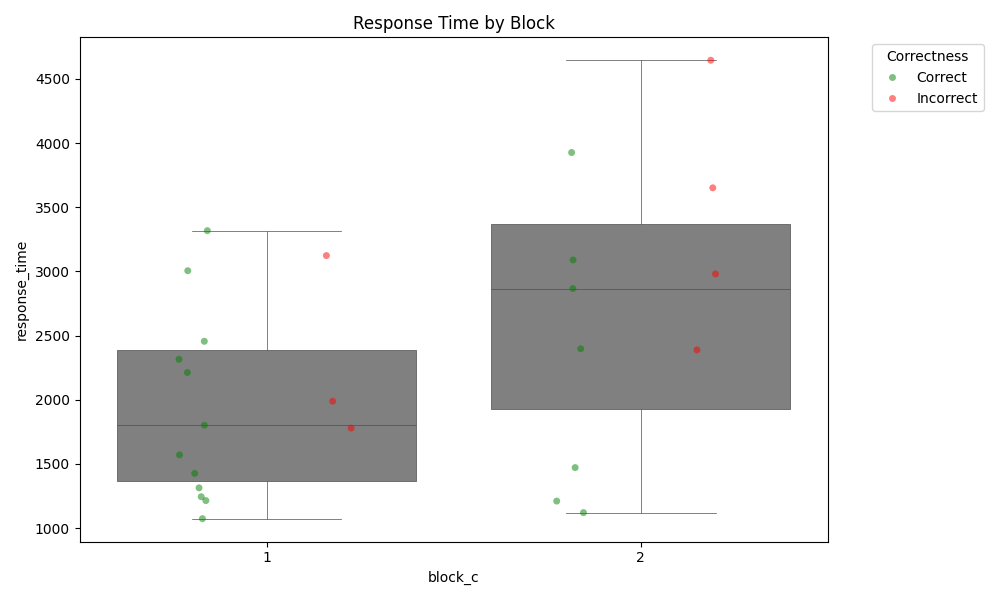 Response Time by Block
Correctness
Correct
Incorrect
4500
4000
3500
3000
2500
2000
1500
1000
response_time
1
2
block_c